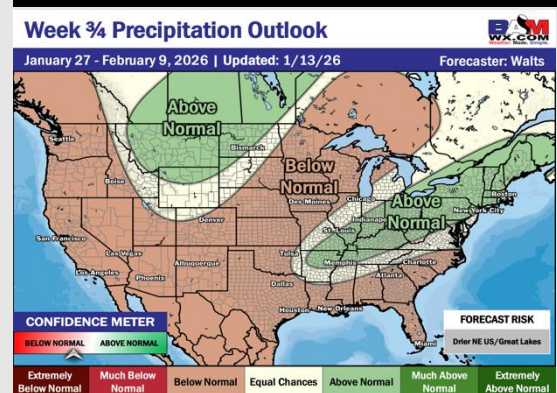 Week ¾ Precipitation Outlook
BAM
WX.COM
Weather. Made. Simple.
January 27 - February 9, 2026 | Updated: 1/13/26
Forecaster: Walts
Above
Normal
Seattle
Bismarck
Boise
Below
Normal
Des Moines
Chicago
Above
Normal
Boston
New York City
Indianapo
St. Louis
Denver
San Francisco
Las Vegas
Los Angeles
Phoenix
Albuquerque
Tulsa
Memphis
Charlotte
Atlanta
Dallas
Houston
New Orleans
Miami
CONFIDENCE METER
BELOW NORMAL
ABOVE NORMAL
FORECAST RISK
Drier NE US/Great Lakes
Extremely
Below Normal
Much Below
Normal
Below Normal
Equal Chances
Above Normal
Much Above
Normal
Extremely
Above Normal